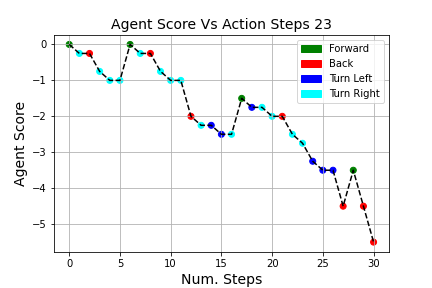 Agent Score Vs Action Steps 23
Agent Score
0
−1
−2
−3
−4
−5
Forward
Back
Turn Left
Turn Right
0 5 10 15 20 25 30
Num. Steps